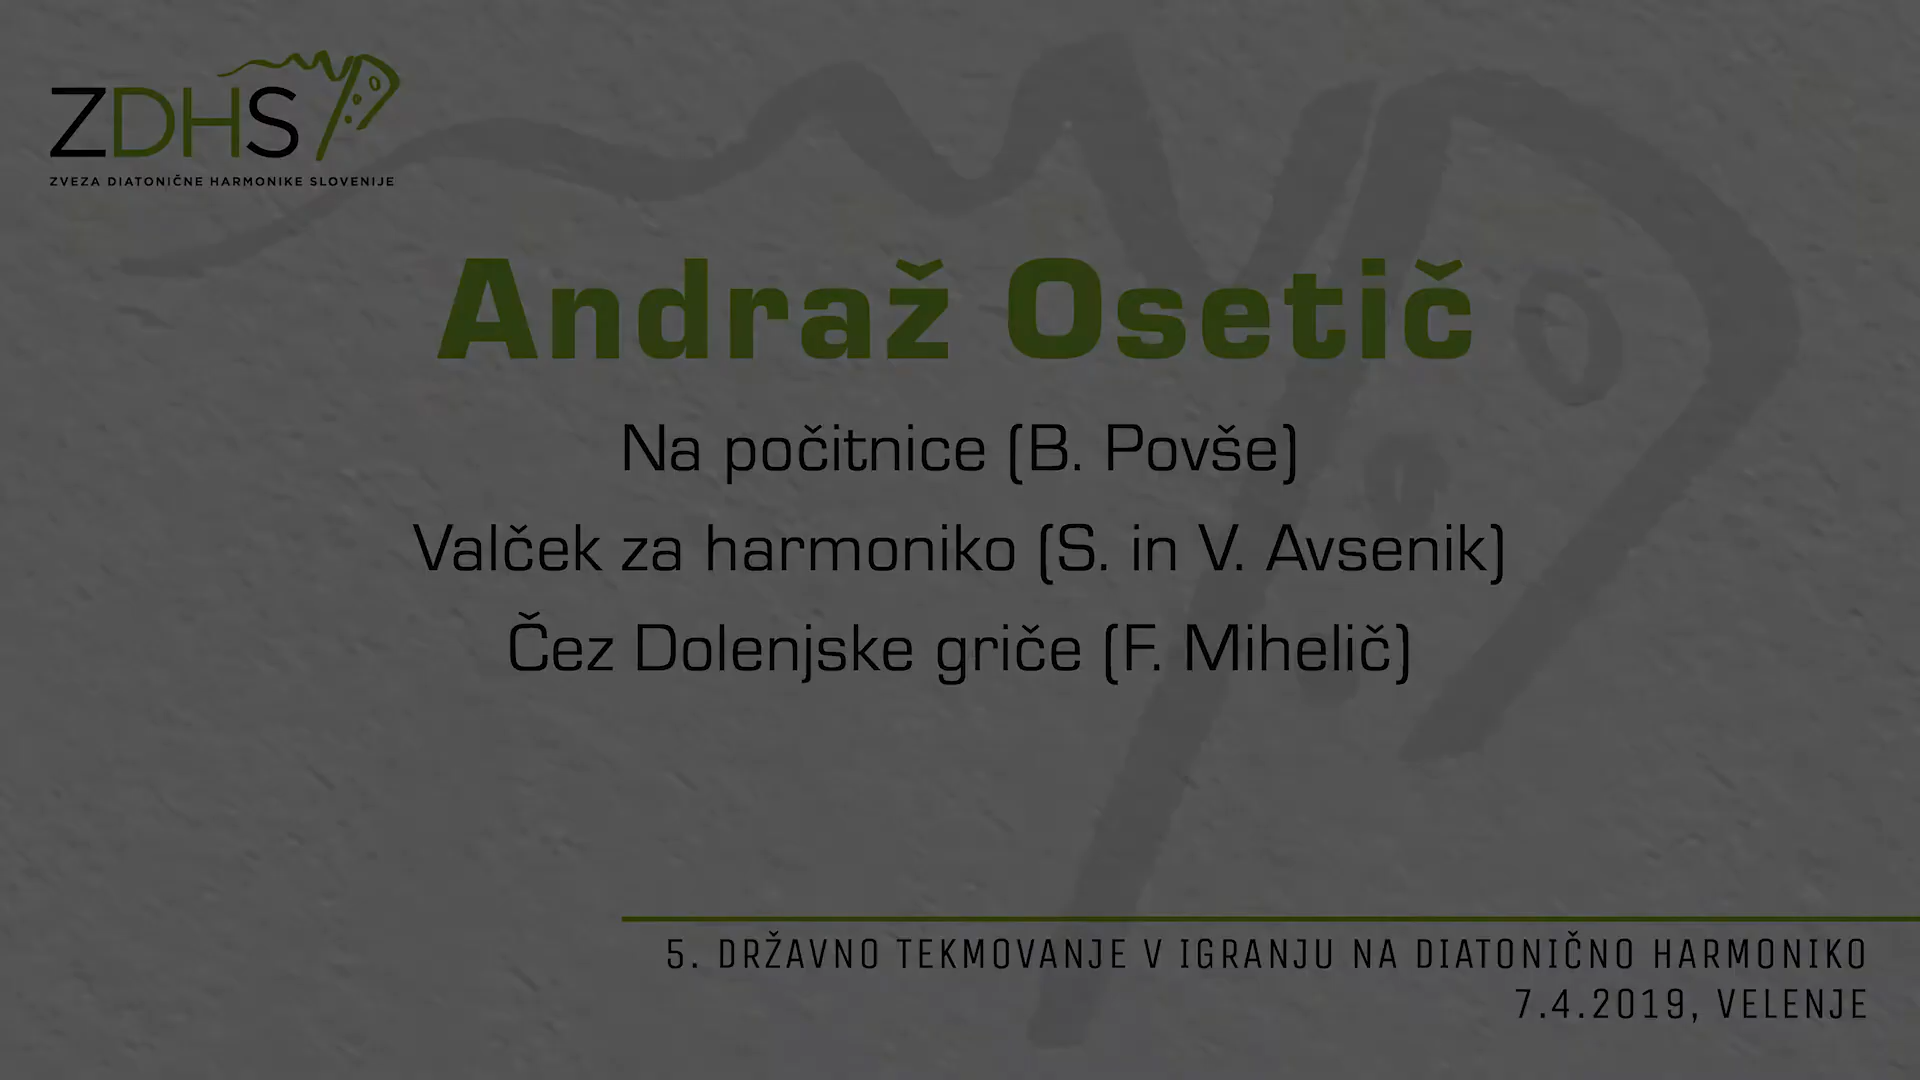 ZDHS
ZVEZA DIATONIČNE HARMONIKE SLOVENIJE
Andraž Osetič
Na počitnice (B. Povše)
Valček za harmoniko (S. in V. Avsenik)
Čez Dolenjske griče (F. Mihelič)
5. DRŽAVNO TEKMOVANJE V IGRANJU NA DIATONIČNO HARMONIKO
7.4.2019, VELENJE